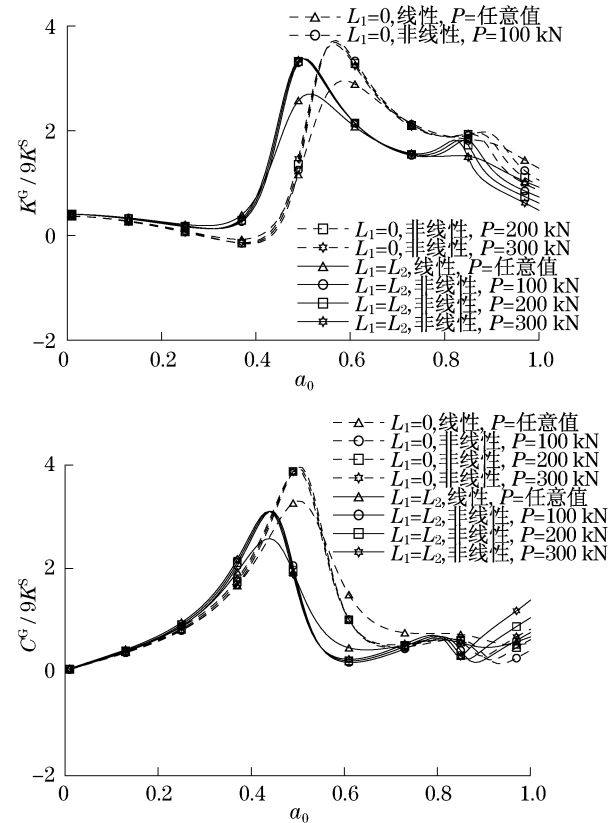 L₁=0,线性, P=任意值
L₁=0,非线性, P=100 kN
4
2
0
−2
Kᴳ / 9Kˢ
L₁=0,非线性, P=200 kN
L₁=0,非线性, P=300 kN
L₁=L₂,线性, P=任意值
L₁=L₂,非线性, P=100 kN
L₁=L₂,非线性, P=200 kN
L₁=L₂,非线性, P=300 kN
0 0.2 0.4 0.6 0.8 1.0
a₀
L₁=0,线性, P=任意值
L₁=0,非线性, P=100 kN
L₁=0,非线性, P=200 kN
L₁=0,非线性, P=300 kN
L₁=L₂,线性, P=任意值
L₁=L₂,非线性, P=100 kN
L₁=L₂,非线性, P=200 kN
L₁=L₂,非线性, P=300 kN
4
2
0
−2
Cᴳ / 9Kˢ
0 0.2 0.4 0.6 0.8 1.0
a₀